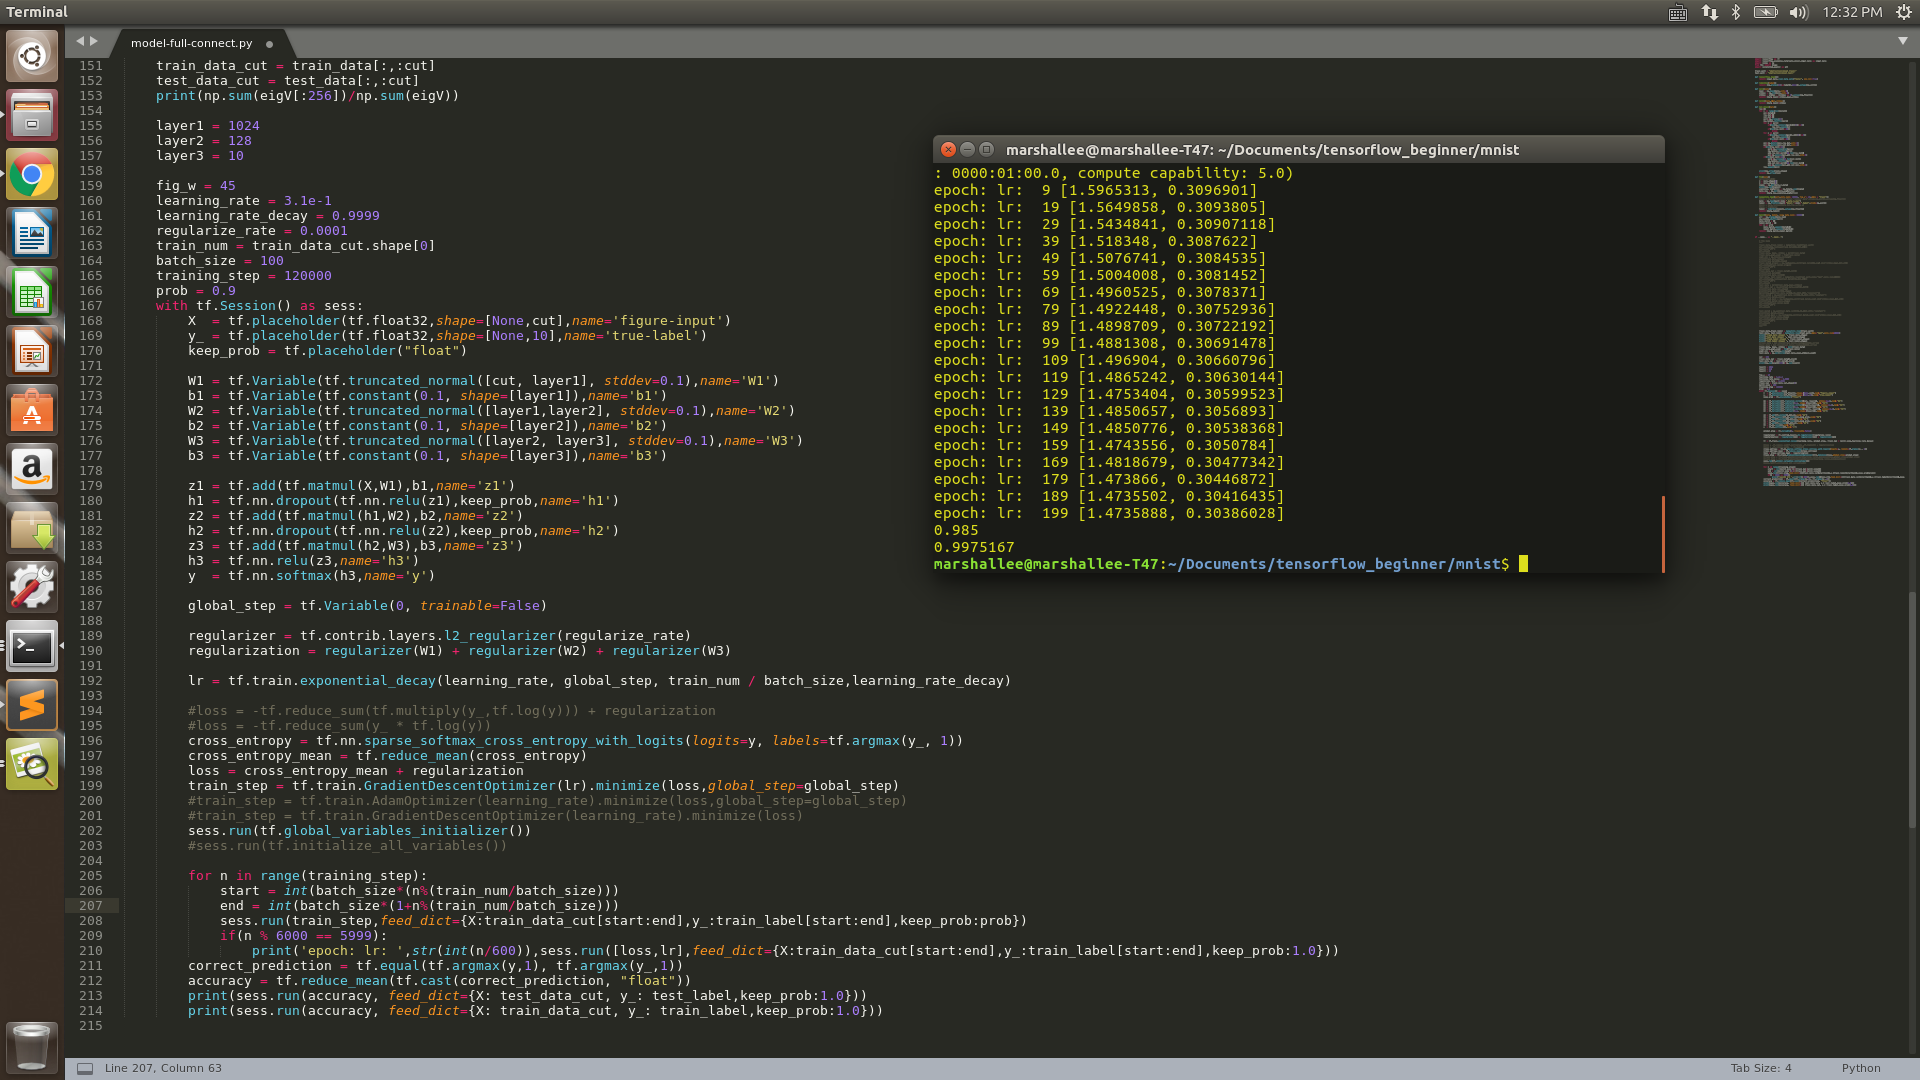 Terminal
12:32 PM
model-full-connect.py
151 train_data_cut = train_data[:,:cut]
152 test_data_cut = test_data[:,:cut]
153 print(np.sum(eigV[:256])/np.sum(eigV))
154
155 layer1 = 1024
156 layer2 = 128
157 layer3 = 10
158
159 fig_w = 45
160 learning_rate = 3.1e-1
161 learning_rate_decay = 0.9999
162 regularize_rate = 0.0001
163 train_num = train_data_cut.shape[0]
164 batch_size = 100
165 training_step = 120000
166 prob = 0.9
167 with tf.Session() as sess:
168 X  = tf.placeholder(tf.float32,shape=[None,cut],name='figure-input')
169 y_ = tf.placeholder(tf.float32,shape=[None,10],name='true-label')
170 keep_prob = tf.placeholder("float")
171
172 W1 = tf.Variable(tf.truncated_normal([cut, layer1], stddev=0.1),name='W1')
173 b1 = tf.Variable(tf.constant(0.1, shape=[layer1]),name='b1')
174 W2 = tf.Variable(tf.truncated_normal([layer1,layer2], stddev=0.1),name='W2')
175 b2 = tf.Variable(tf.constant(0.1, shape=[layer2]),name='b2')
176 W3 = tf.Variable(tf.truncated_normal([layer2, layer3], stddev=0.1),name='W3')
177 b3 = tf.Variable(tf.constant(0.1, shape=[layer3]),name='b3')
178
179 z1 = tf.add(tf.matmul(X,W1),b1,name='z1')
180 h1 = tf.nn.dropout(tf.nn.relu(z1),keep_prob,name='h1')
181 z2 = tf.add(tf.matmul(h1,W2),b2,name='z2')
182 h2 = tf.nn.dropout(tf.nn.relu(z2),keep_prob,name='h2')
183 z3 = tf.add(tf.matmul(h2,W3),b3,name='z3')
184 h3 = tf.nn.relu(z3,name='h3')
185 y  = tf.nn.softmax(h3,name='y')
186
187 global_step = tf.Variable(0, trainable=False)
188
189 regularizer = tf.contrib.layers.l2_regularizer(regularize_rate)
190 regularization = regularizer(W1) + regularizer(W2) + regularizer(W3)
191
192 lr = tf.train.exponential_decay(learning_rate, global_step, train_num / batch_size,learning_rate_decay)
193
194 #loss = -tf.reduce_sum(tf.multiply(y_,tf.log(y))) + regularization
195 #loss = -tf.reduce_sum(y_ * tf.log(y))
196 cross_entropy = tf.nn.sparse_softmax_cross_entropy_with_logits(logits=y, labels=tf.argmax(y_, 1))
197 cross_entropy_mean = tf.reduce_mean(cross_entropy)
198 loss = cross_entropy_mean + regularization
199 train_step = tf.train.GradientDescentOptimizer(lr).minimize(loss,global_step=global_step)
200 #train_step = tf.train.AdamOptimizer(learning_rate).minimize(loss,global_step=global_step)
201 #train_step = tf.train.GradientDescentOptimizer(learning_rate).minimize(loss)
202 sess.run(tf.global_variables_initializer())
203 #sess.run(tf.initialize_all_variables())
204
205 for n in range(training_step):
206 start = int(batch_size*(n%(train_num/batch_size)))
207 end = int(batch_size*(1+n%(train_num/batch_size)))
208 sess.run(train_step,feed_dict={X:train_data_cut[start:end],y_:train_label[start:end],keep_prob:prob})
209 if(n % 6000 == 5999):
210 print('epoch: lr: ',str(int(n/600)),sess.run([loss,lr],feed_dict={X:train_data_cut[start:end],y_:train_label[start:end],keep_prob:1.0}))
211 correct_prediction = tf.equal(tf.argmax(y,1), tf.argmax(y_,1))
212 accuracy = tf.reduce_mean(tf.cast(correct_prediction, "float"))
213 print(sess.run(accuracy, feed_dict={X: test_data_cut, y_: test_label,keep_prob:1.0}))
214 print(sess.run(accuracy, feed_dict={X: train_data_cut, y_: train_label,keep_prob:1.0}))
215
marshallee@marshallee-T47: ~/Documents/tensorflow_beginner/mnist
: 0000:01:00.0, compute capability: 5.0)
epoch: lr:  9 [1.5965313, 0.3096901]
epoch: lr:  19 [1.5649858, 0.3093805]
epoch: lr:  29 [1.5434841, 0.30907118]
epoch: lr:  39 [1.518348, 0.3087622]
epoch: lr:  49 [1.5076741, 0.3084535]
epoch: lr:  59 [1.5004008, 0.3081452]
epoch: lr:  69 [1.4960525, 0.3078371]
epoch: lr:  79 [1.4922448, 0.30752936]
epoch: lr:  89 [1.4898709, 0.30722192]
epoch: lr:  99 [1.4881308, 0.30691478]
epoch: lr:  109 [1.496904, 0.30660796]
epoch: lr:  119 [1.4865242, 0.30630144]
epoch: lr:  129 [1.4753404, 0.30599523]
epoch: lr:  139 [1.4850657, 0.3056893]
epoch: lr:  149 [1.4850776, 0.30538368]
epoch: lr:  159 [1.4743556, 0.3050784]
epoch: lr:  169 [1.4818679, 0.30477342]
epoch: lr:  179 [1.473866, 0.30446872]
epoch: lr:  189 [1.4735502, 0.30416435]
epoch: lr:  199 [1.4735888, 0.30386028]
0.985
0.9975167
marshallee@marshallee-T47:~/Documents/tensorflow_beginner/mnist$
Line 207, Column 63
Tab Size: 4
Python